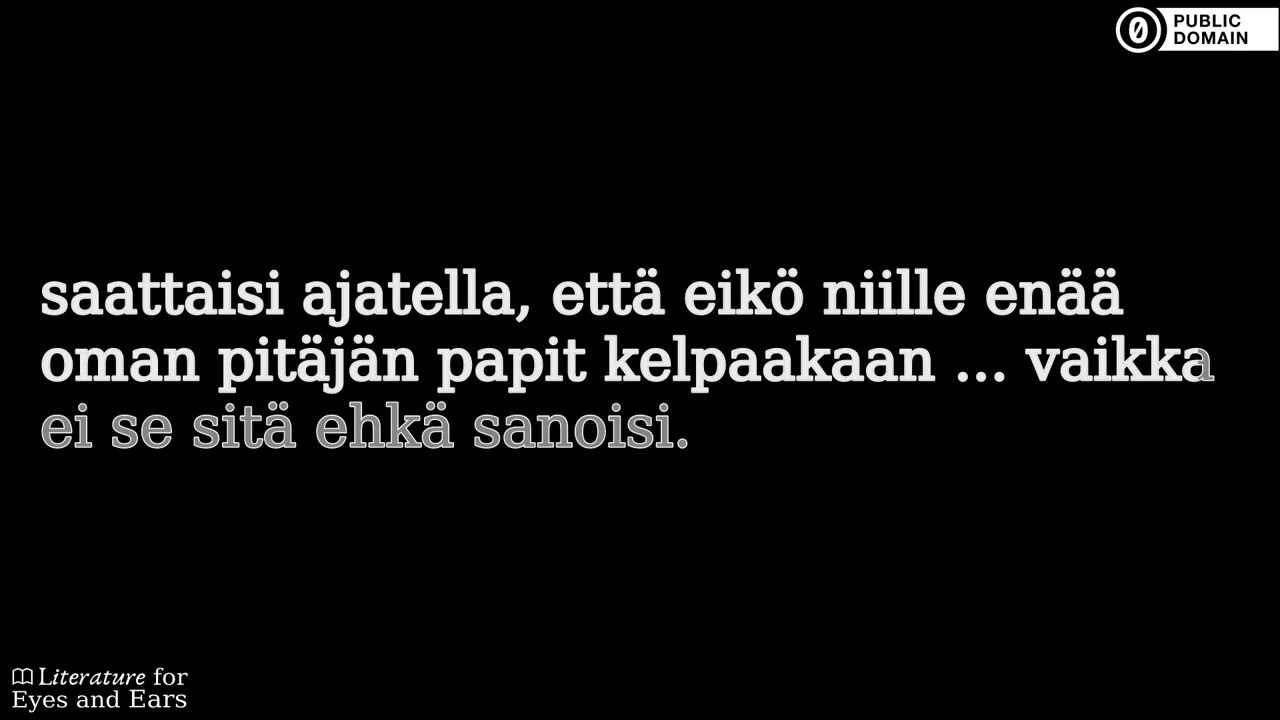 PUBLIC
DOMAIN
saattaisi ajatella, että eikö niille enää
oman pitäjän papit kelpaakaan ... vaikka
ei se sitä ehkä sanoisi.
Literature for
Eyes and Ears